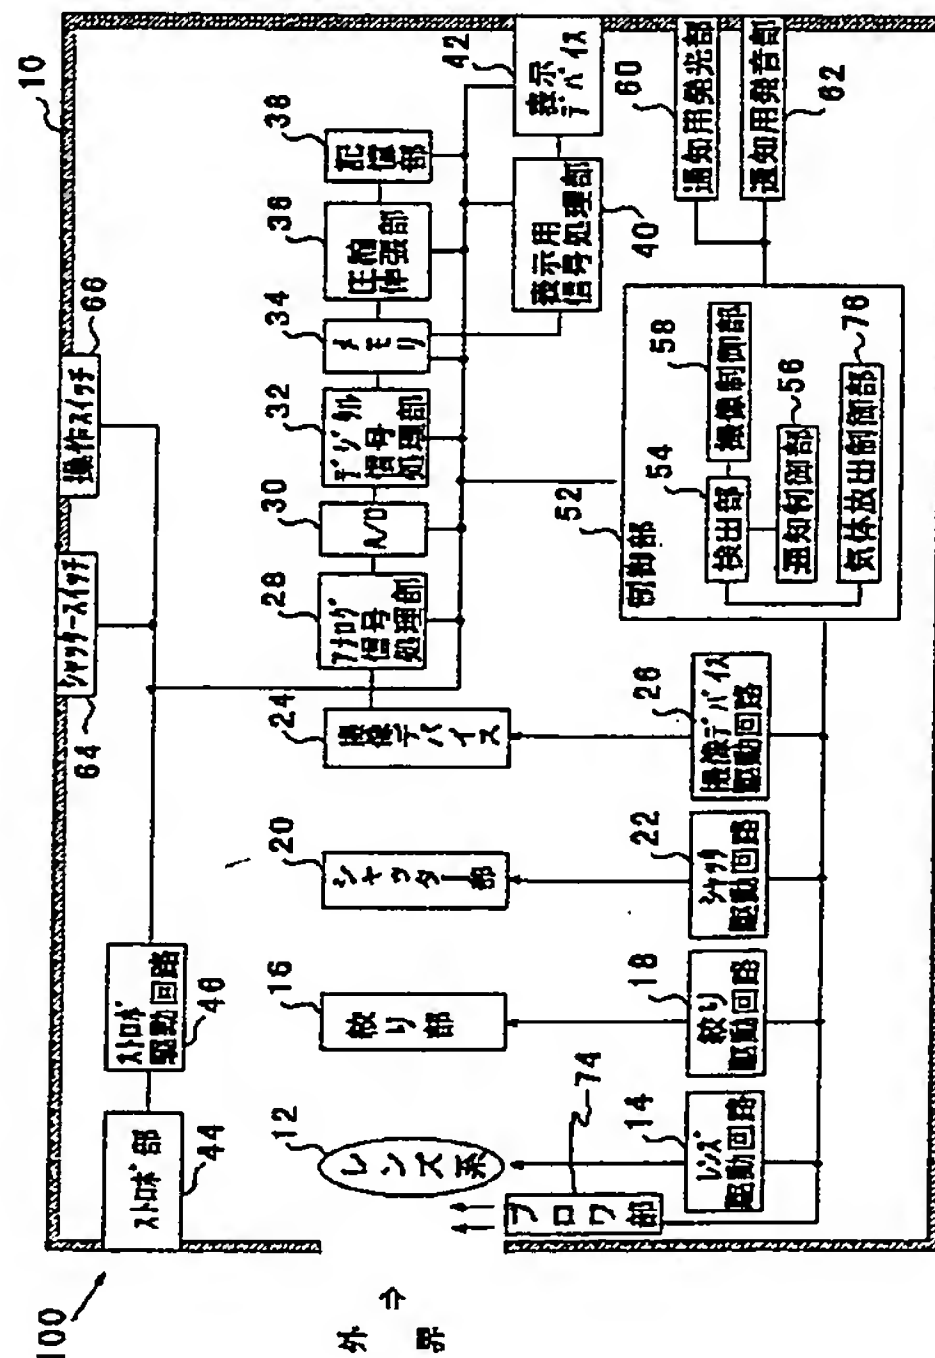 100
10
外界
ストロボ部
44
ストロボ
駆動回路
46
シャッタースイッチ
64
操作スイッチ
66
レンズ系
12
ブロワ部
74
絞り部
16
シャッター部
20
撮像デバイス
24
アナログ
信号
処理部
28
A/D
30
デジタル
信号
処理部
32
メモリ
34
圧縮
伸張部
36
記憶部
38
表示用
信号処理部
40
表示
デバイス
42
レンズ
駆動回路
14
絞り
駆動回路
18
シャッタ
駆動回路
22
撮像デバイス
駆動回路
26
制御部
52
検出部
54
撮像制御部
58
通知制御部
56
気体放出制御部
76
通知用発光部
60
通知用発音部
62